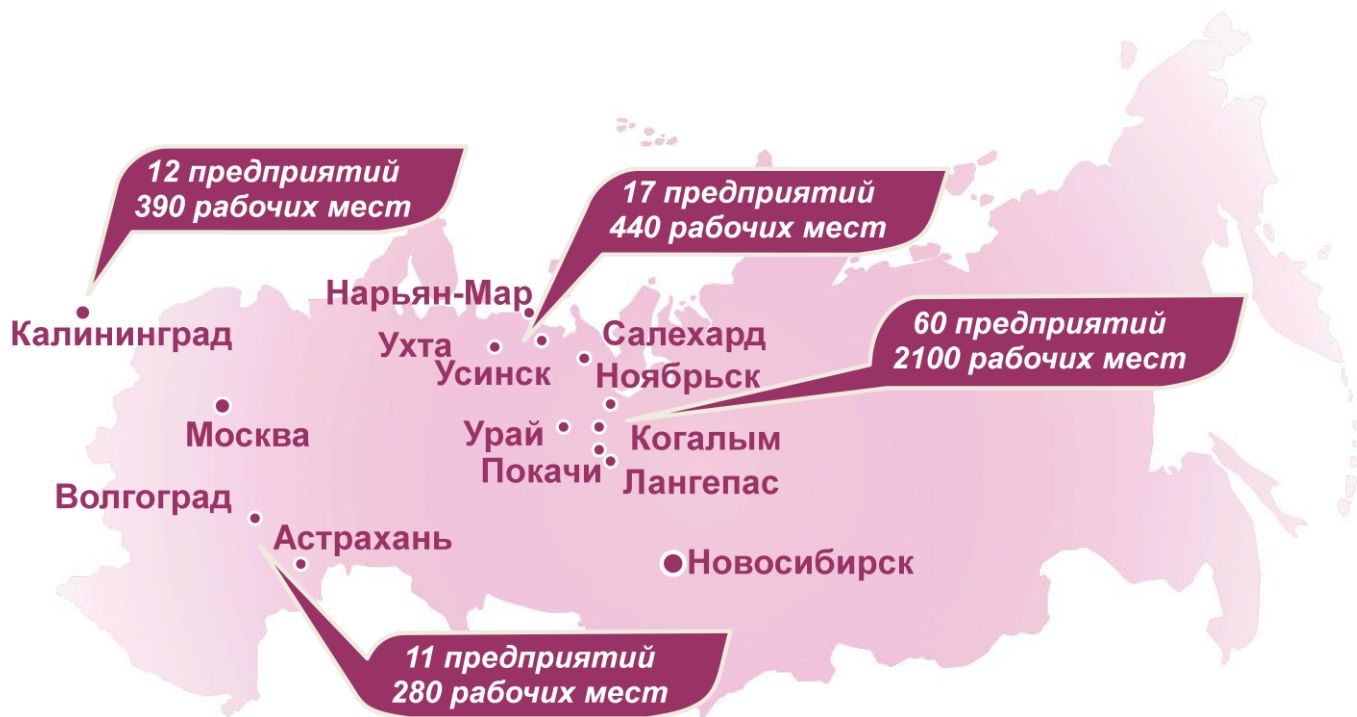 12 предприятий
390 рабочих мест
17 предприятий
440 рабочих мест
Нарьян-Мар
Калининград
Ухта
Усинск
Салехард
Ноябрьск
60 предприятий
2100 рабочих мест
Москва
Урай
Покачи
Когалым
Лангепас
Волгоград
Астрахань
Новосибирск
11 предприятий
280 рабочих мест